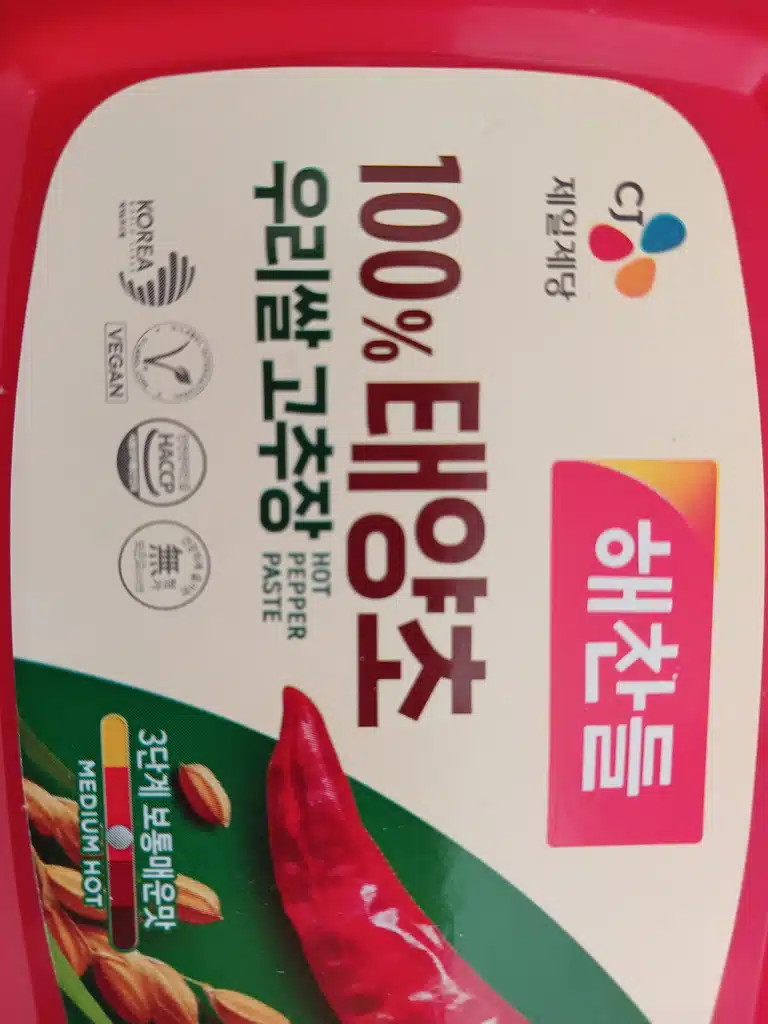 CJ
제일제당
해찬들
100% 태양초
우리쌀 고추장
HOT
PEPPER
PASTE
KOREA
VEGAN
HACCP
無
3단계 보통매운맛
MEDIUM HOT